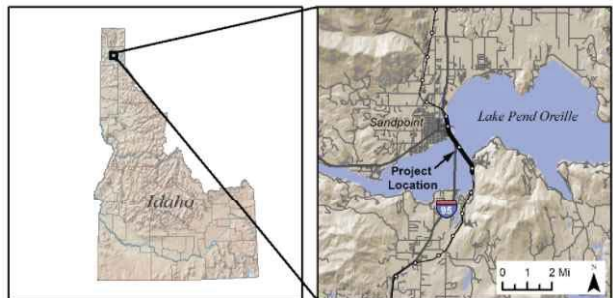 Idaho
Sandpoint
Lake Pend Oreille
Project
Location
95
0 1 2 Mi
N